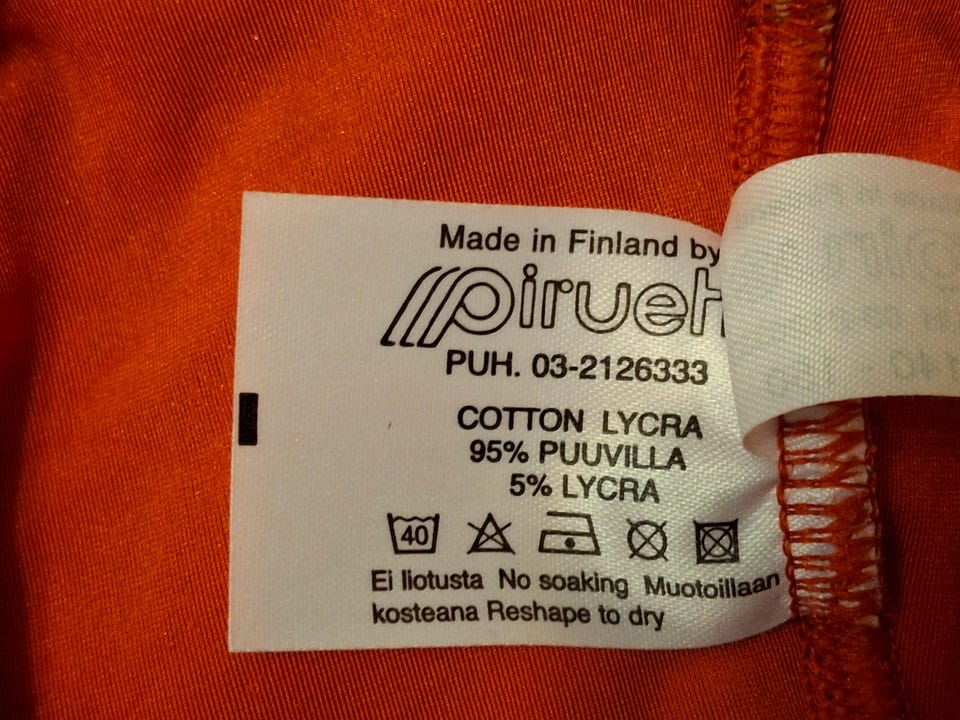 Made in Finland by
piruet
PUH. 03-2126333
COTTON LYCRA
95% PUUVILLA
5% LYCRA
40
Ei liotusta No soaking Muotoillaan
kosteana Reshape to dry